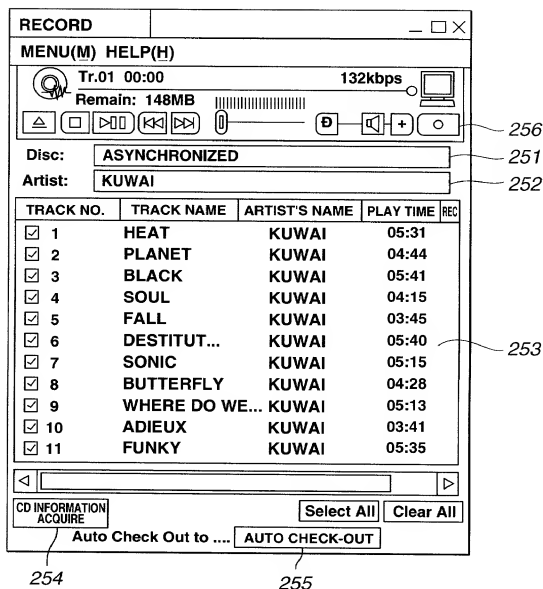 RECORD
MENU(M) HELP(H)
Tr.01 00:00 132kbps
Remain: 148MB
Đ +
256
Disc: ASYNCHRONIZED
251
Artist: KUWAI
252
TRACK NO. TRACK NAME ARTIST'S NAME PLAY TIME REC
1 HEAT KUWAI 05:31
2 PLANET KUWAI 04:44
3 BLACK KUWAI 05:41
4 SOUL KUWAI 04:15
5 FALL KUWAI 03:45
6 DESTITUT... KUWAI 05:40
253
7 SONIC KUWAI 05:15
8 BUTTERFLY KUWAI 04:28
9 WHERE DO WE... KUWAI 05:13
10 ADIEUX KUWAI 03:41
11 FUNKY KUWAI 05:35
CD INFORMATION
ACQUIRE
Select All Clear All
Auto Check Out to .... AUTO CHECK-OUT
254 255